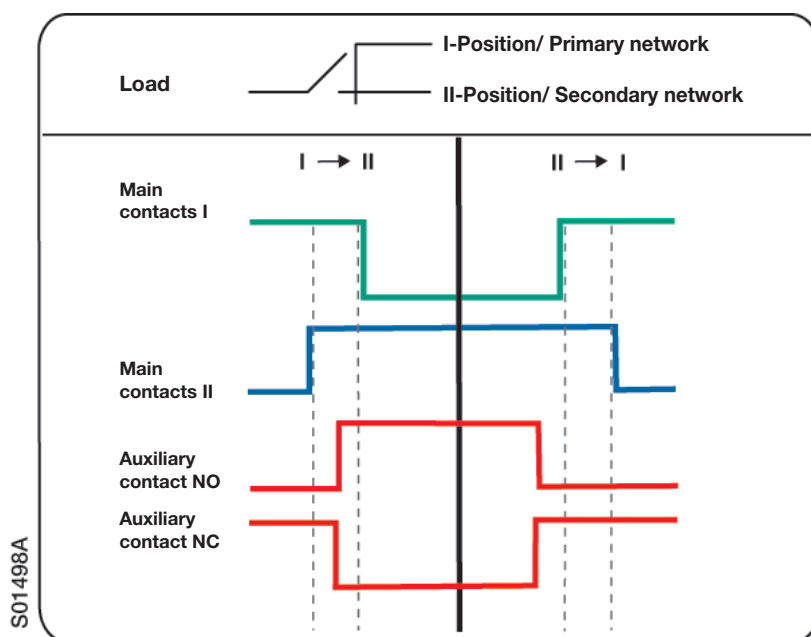 Load
I-Position/ Primary network
II-Position/ Secondary network
I → II
II → I
Main
contacts I
Main
contacts II
Auxiliary
contact NO
Auxiliary
contact NC
S01498A